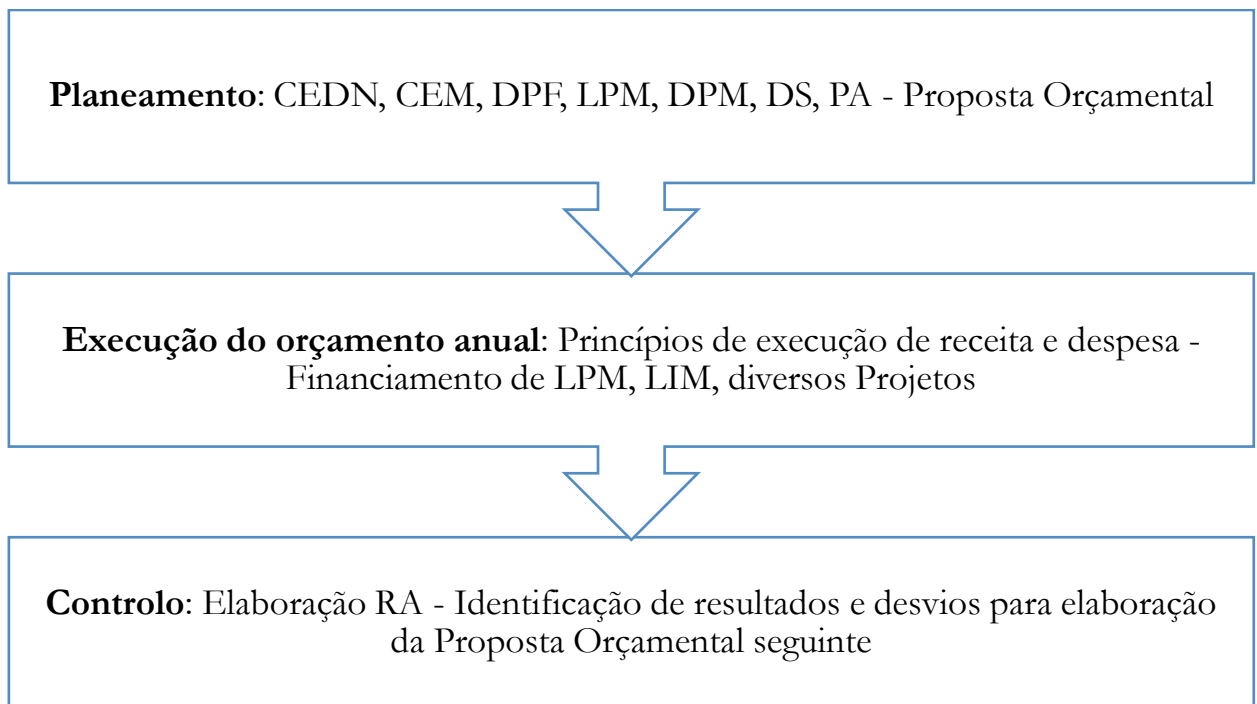 Planeamento: CEDN, CEM, DPF, LPM, DPM, DS, PA - Proposta Orçamental
Execução do orçamento anual: Princípios de execução de receita e despesa -
Financiamento de LPM, LIM, diversos Projetos
Controlo: Elaboração RA - Identificação de resultados e desvios para elaboração
da Proposta Orçamental seguinte